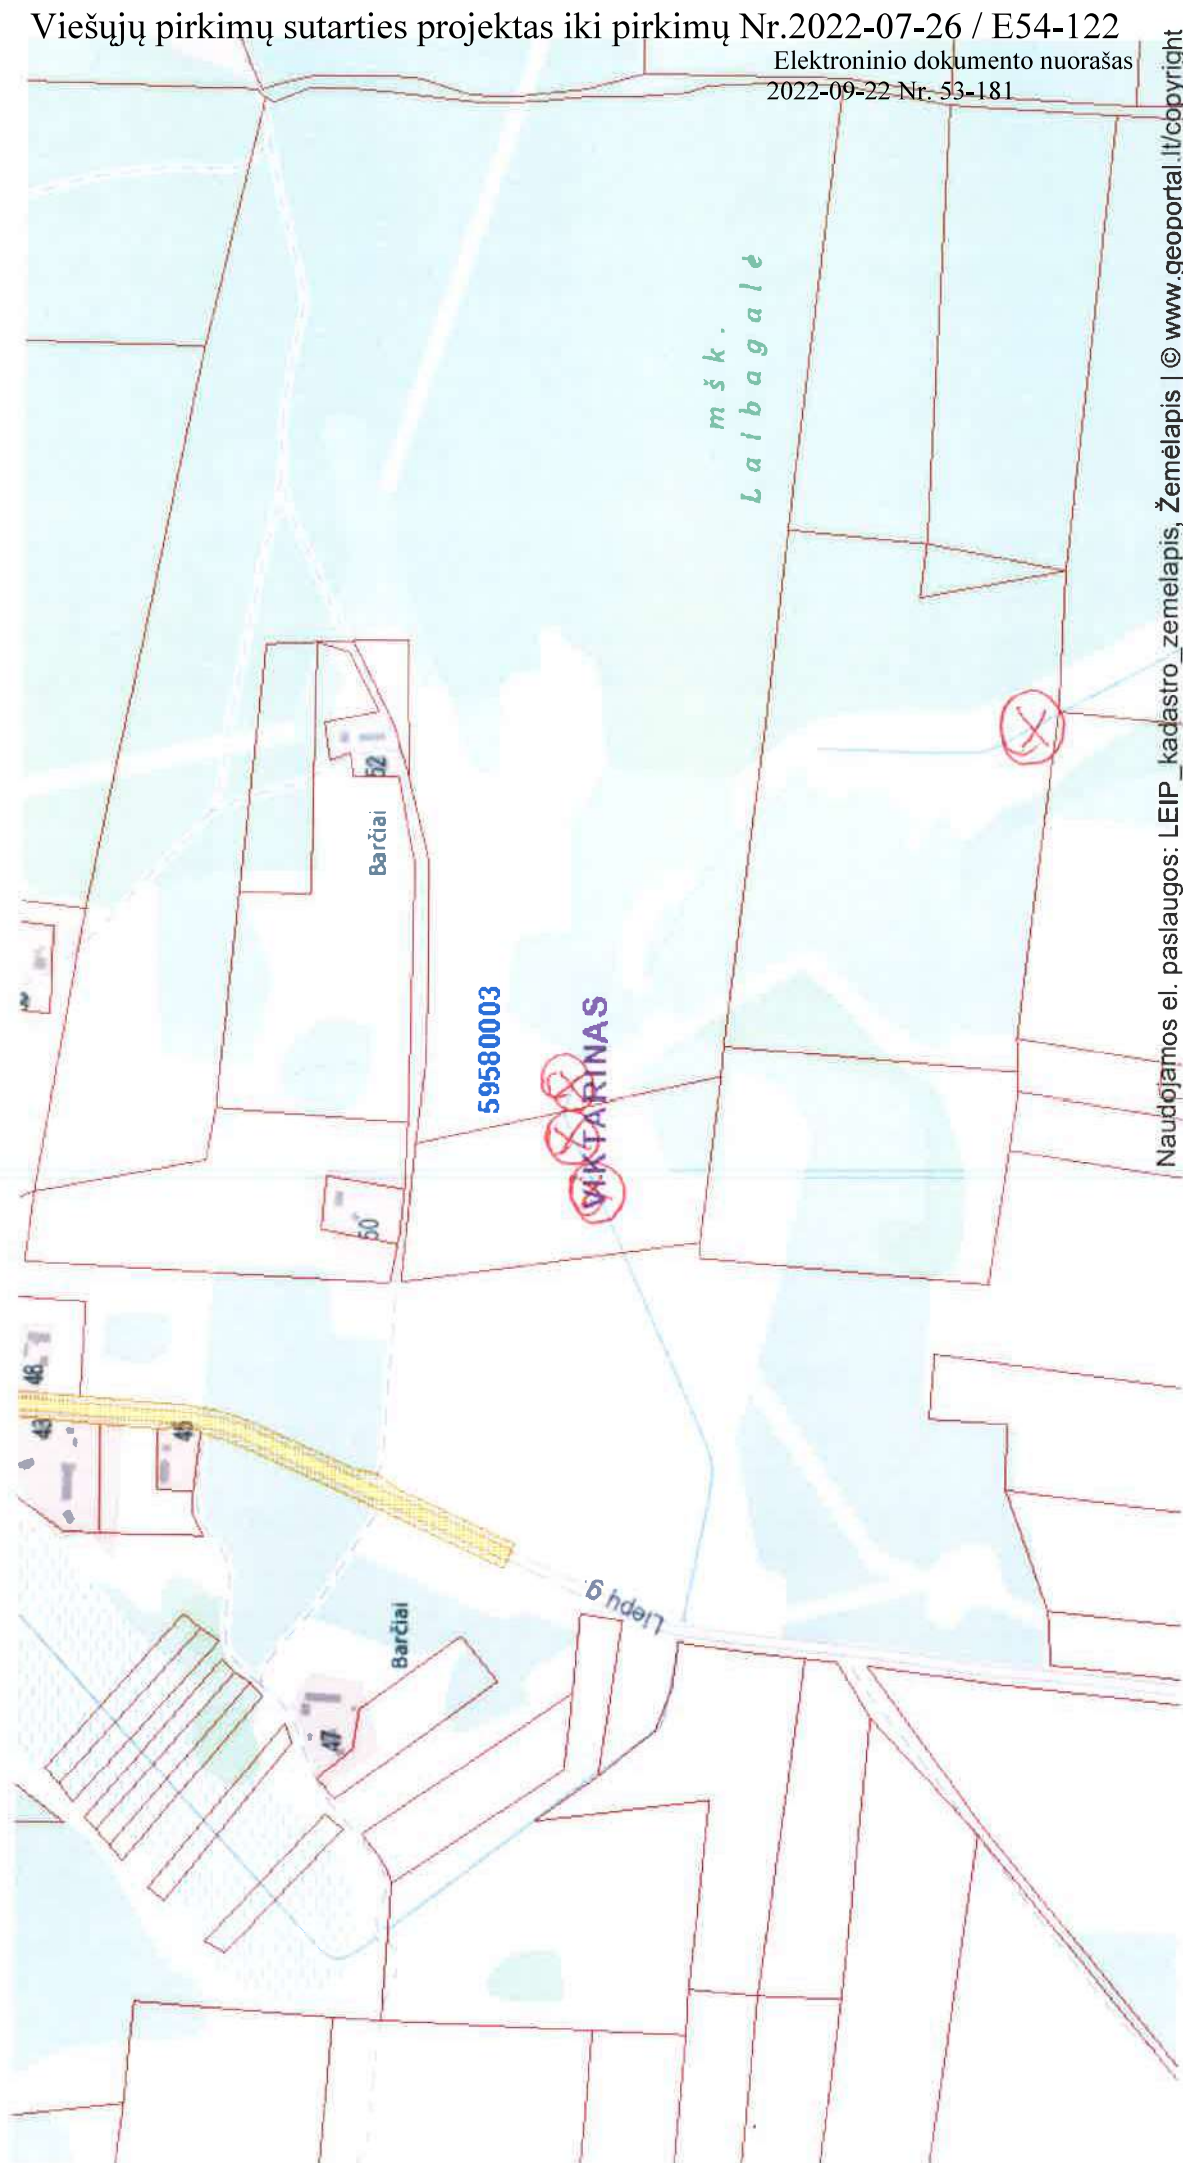 Viešųjų pirkimų sutarties projektas iki pirkimų Nr.2022-07-26 / E54-122
Elektroninio dokumento nuorašas
2022-09-22 Nr. 53-181
mšk.
Laibagalė
52
Barčiai
59580003
VIKTARINAS
50
48
43
45
Liepų g.
Barčiai
47
Naudojamos el. paslaugos: LEIP_kadastro_zemelapis, Žemėlapis | © www.geoportal.lt/copyright